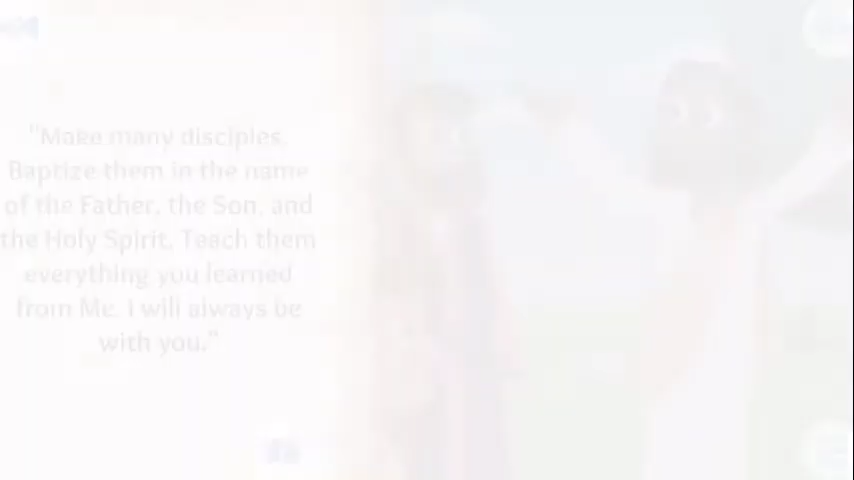 "Make many disciples.
Baptize them in the name
of the Father, the Son, and
the Holy Spirit. Teach them
everything you learned
from Me. I will always be
with you."